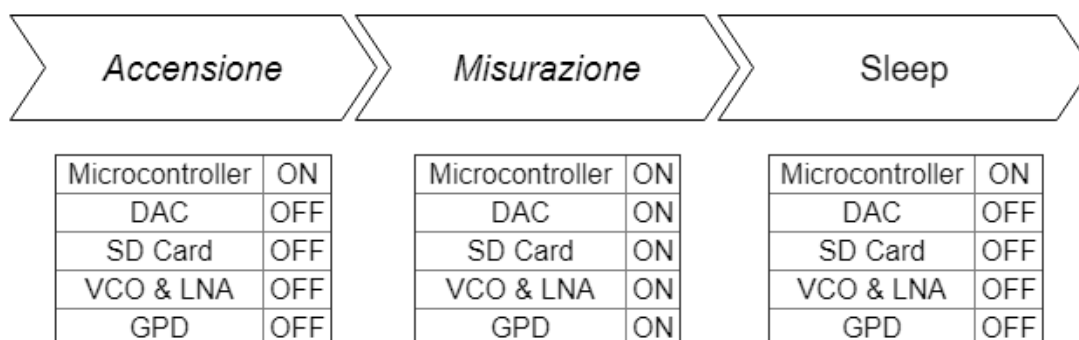 Accensione Misurazione Sleep
Microcontroller ON Microcontroller ON Microcontroller ON
DAC OFF DAC ON DAC OFF
SD Card OFF SD Card ON SD Card OFF
VCO & LNA OFF VCO & LNA ON VCO & LNA OFF
GPD OFF GPD ON GPD OFF